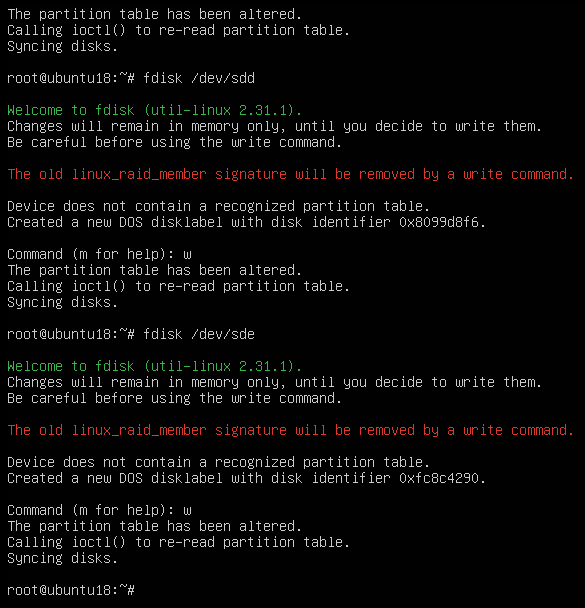 The partition table has been altered.
Calling ioctl() to re-read partition table.
Syncing disks.
root@ubuntu18:~# fdisk /dev/sdd
Welcome to fdisk (util-linux 2.31.1).
Changes will remain in memory only, until you decide to write them.
Be careful before using the write command.
The old linux_raid_member signature will be removed by a write command.
Device does not contain a recognized partition table.
Created a new DOS disklabel with disk identifier 0x8099d8f6.
Command (m for help): w
The partition table has been altered.
Calling ioctl() to re-read partition table.
Syncing disks.
root@ubuntu18:~# fdisk /dev/sde
Welcome to fdisk (util-linux 2.31.1).
Changes will remain in memory only, until you decide to write them.
Be careful before using the write command.
The old linux_raid_member signature will be removed by a write command.
Device does not contain a recognized partition table.
Created a new DOS disklabel with disk identifier 0xfc8c4290.
Command (m for help): w
The partition table has been altered.
Calling ioctl() to re-read partition table.
Syncing disks.
root@ubuntu18:~#